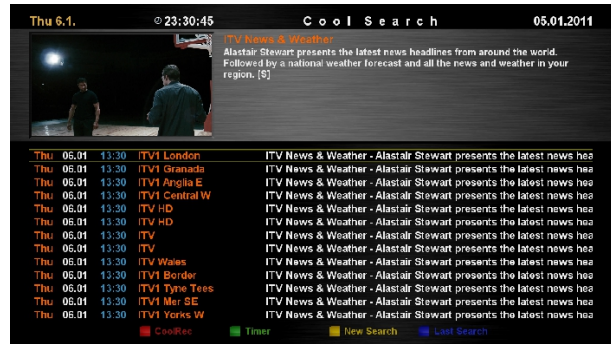 Thu 6.1. 23:30:45 Cool Search 05.01.2011
ITV News & Weather
Alastair Stewart presents the latest news headlines from around the world.
Followed by a national weather forecast and all the news and weather in your
region. [S]
Thu 06.01 13:30 ITV1 London ITV News & Weather - Alastair Stewart presents the latest news hea
Thu 06.01 13:30 ITV1 Granada ITV News & Weather - Alastair Stewart presents the latest news hea
Thu 06.01 13:30 ITV1 Anglia E ITV News & Weather - Alastair Stewart presents the latest news hea
Thu 06.01 13:30 ITV1 Central W ITV News & Weather - Alastair Stewart presents the latest news hea
Thu 06.01 13:30 ITV HD ITV News & Weather - Alastair Stewart presents the latest news hea
Thu 06.01 13:30 ITV HD ITV News & Weather - Alastair Stewart presents the latest news hea
Thu 06.01 13:30 ITV ITV News & Weather - Alastair Stewart presents the latest news hea
Thu 06.01 13:30 ITV ITV News & Weather - Alastair Stewart presents the latest news hea
Thu 06.01 13:30 ITV Wales ITV News & Weather - Alastair Stewart presents the latest news hea
Thu 06.01 13:30 ITV1 Border ITV News & Weather - Alastair Stewart presents the latest news hea
Thu 06.01 13:30 ITV1 Tyne Tees ITV News & Weather - Alastair Stewart presents the latest news hea
Thu 06.01 13:30 ITV1 Mer SE ITV News & Weather - Alastair Stewart presents the latest news hea
Thu 06.01 13:30 ITV1 Yorks W ITV News & Weather - Alastair Stewart presents the latest news hea
CoolRec Timer New Search Last Search